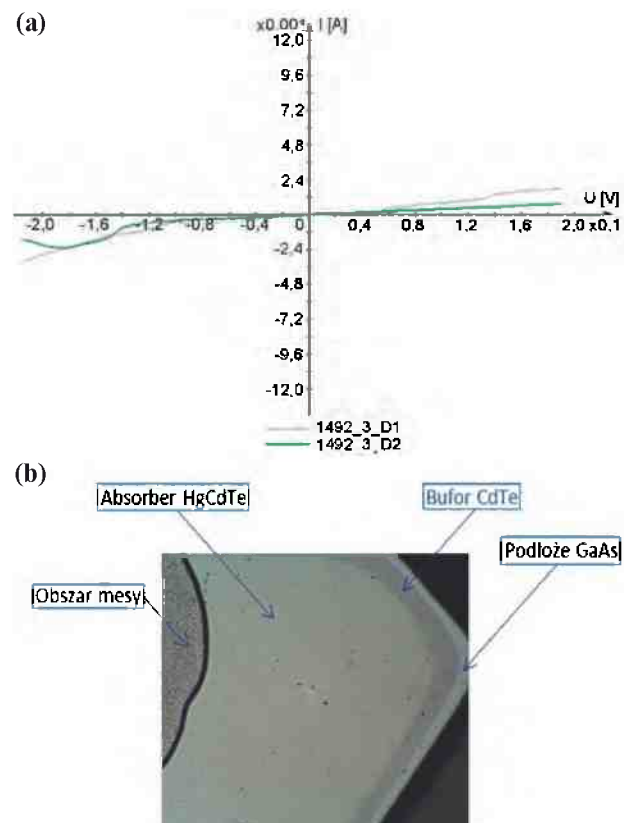 (a)
x0.001 I [A]
12,0
9,6
7,2
4,8
2,4
U [V]
-2,0 -1,6 -1,2 -0,8 -0,4 0 0,4 0,8 1,2 1,6 2,0 x0.1
-2,4
-4,8
-7,2
-9,6
-12,0
1492_3_D1
1492_3_D2
(b)
Absorber HgCdTe
Bufor CdTe
Podłoże GaAs
Obszar mesy